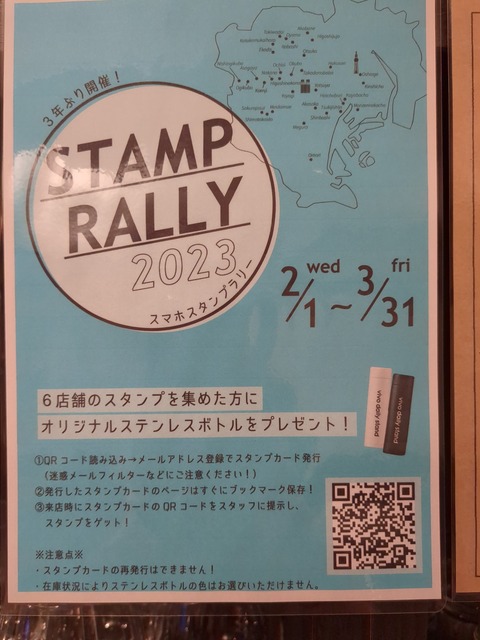 3年ぶり開催！
STAMP
RALLY
2023
スマホスタンプラリー
2/1 wed ~ 3/31 fri
6店舗のスタンプを集めた方に
オリジナルステンレスボトルをプレゼント！
vivo daily stand
vivo daily stand
①QRコード読み込み→メールアドレス登録でスタンプカード発行
（迷惑メールフィルターなどにご注意ください！）
②発行したスタンプカードのページはすぐにブックマーク保存！
③来店時にスタンプカードのQRコードをスタッフに提示し、
スタンプをゲット！
※注意点※
・スタンプカードの再発行はできません！
・在庫状況によりステンレスボトルの色はお選びいただけません。